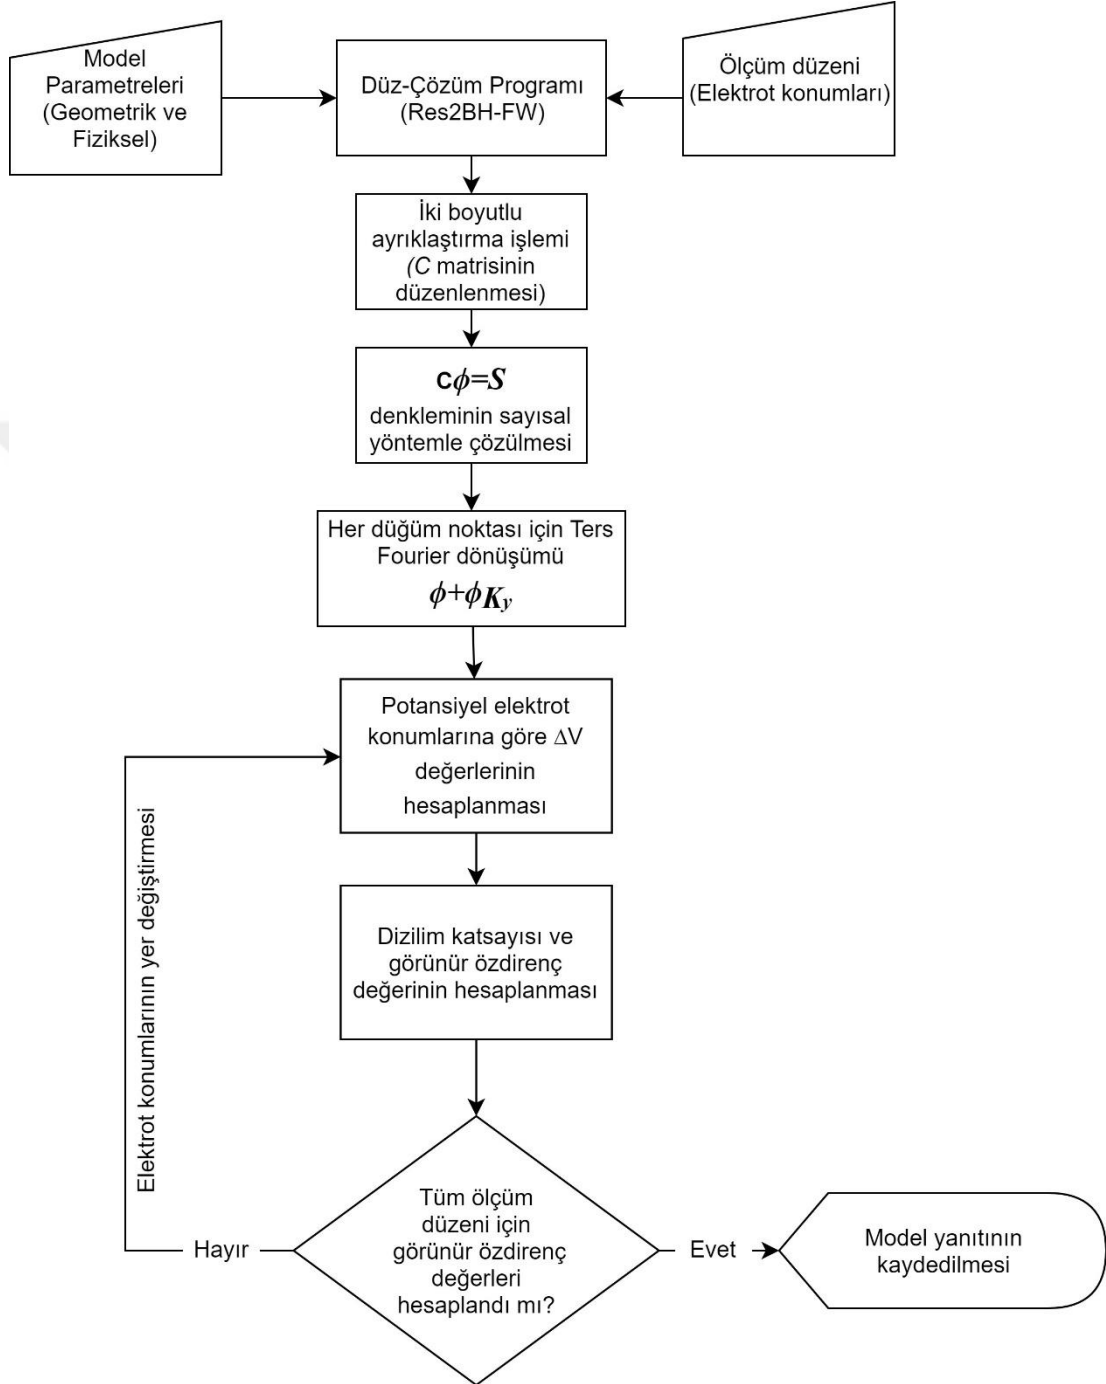 Model
Parametreleri
(Geometrik ve
Fiziksel)
Düz-Çözüm Programı
(Res2BH-FW)
Ölçüm düzeni
(Elektrot konumları)
İki boyutlu
ayrıklaştırma işlemi
(C matrisinin
düzenlenmesi)
Cϕ=S
denkleminin sayısal
yöntemle çözülmesi
Her düğüm noktası için Ters
Fourier dönüşümü
ϕ+ϕKy
Potansiyel elektrot
konumlarına göre ΔV
değerlerinin
hesaplanması
Elektrot konumlarının yer değiştirmesi
Dizilim katsayısı ve
görünür özdirenç
değerinin hesaplanması
Tüm ölçüm
düzeni için
görünür özdirenç
değerleri
hesaplandı mı?
Hayır
Evet
Model yanıtının
kaydedilmesi